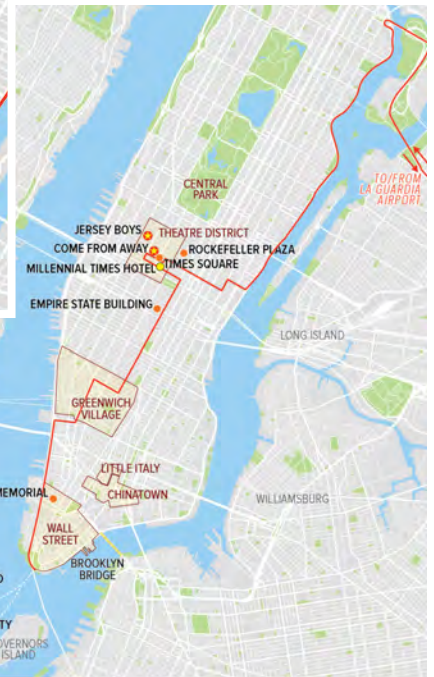 TO/FROM
LA GUARDIA
AIRPORT
CENTRAL
PARK
JERSEY BOYS
THEATRE DISTRICT
COME FROM AWAY
ROCKEFELLER PLAZA
MILLENNIAL TIMES HOTEL
TIMES SQUARE
EMPIRE STATE BUILDING
LONG ISLAND
GREENWICH
VILLAGE
LITTLE ITALY
CHINATOWN
MEMORIAL
WILLIAMSBURG
WALL
STREET
BROOKLYN
BRIDGE
TY
OVERNORS
ISLAND